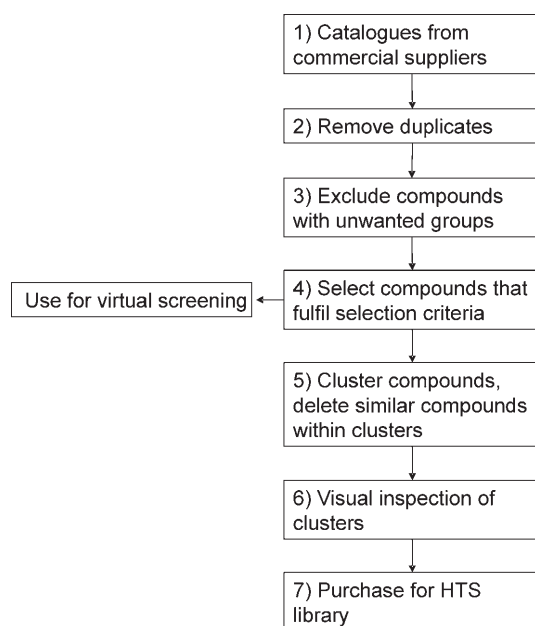 1) Catalogues from
commercial suppliers
2) Remove duplicates
3) Exclude compounds
with unwanted groups
Use for virtual screening
4) Select compounds that
fulfil selection criteria
5) Cluster compounds,
delete similar compounds
within clusters
6) Visual inspection of
clusters
7) Purchase for HTS
library